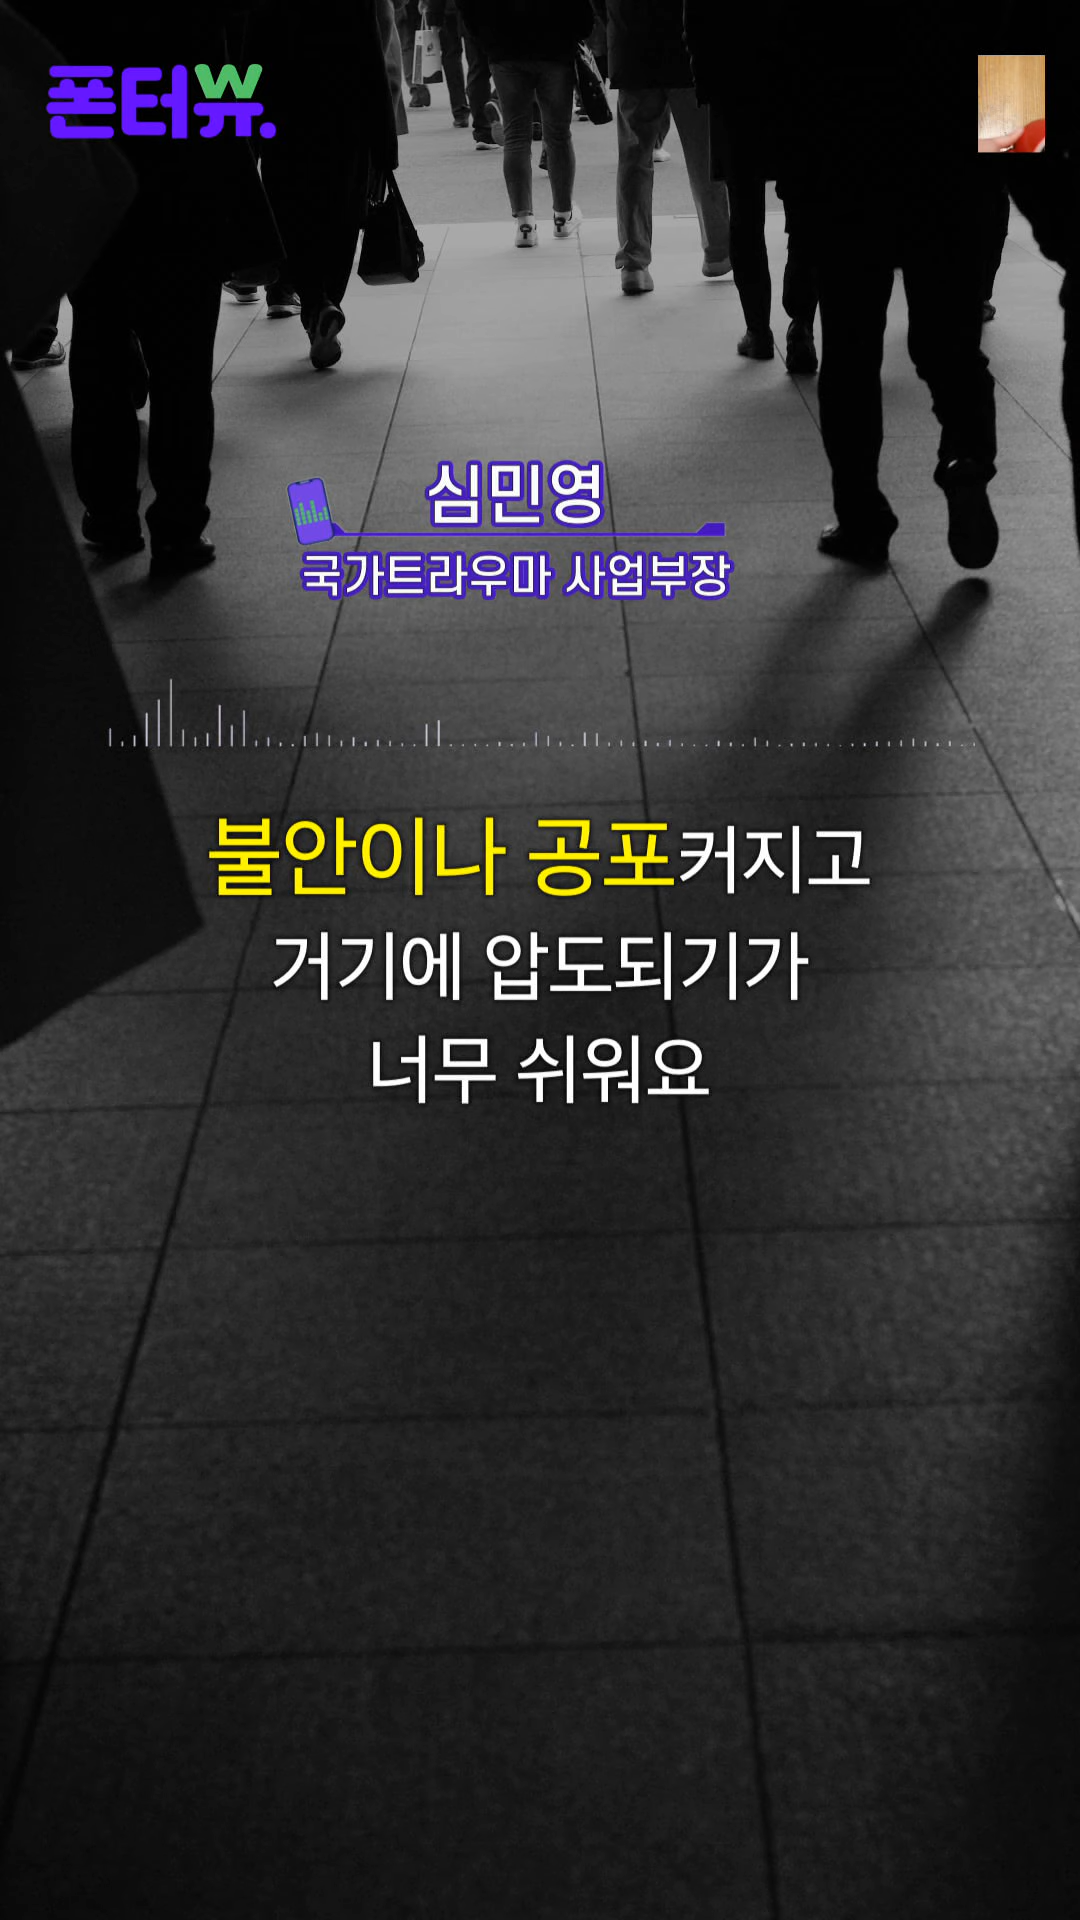 폰터뷰.
심민영
국가트라우마 사업부장
불안이나 공포커지고
거기에 압도되기가
너무 쉬워요